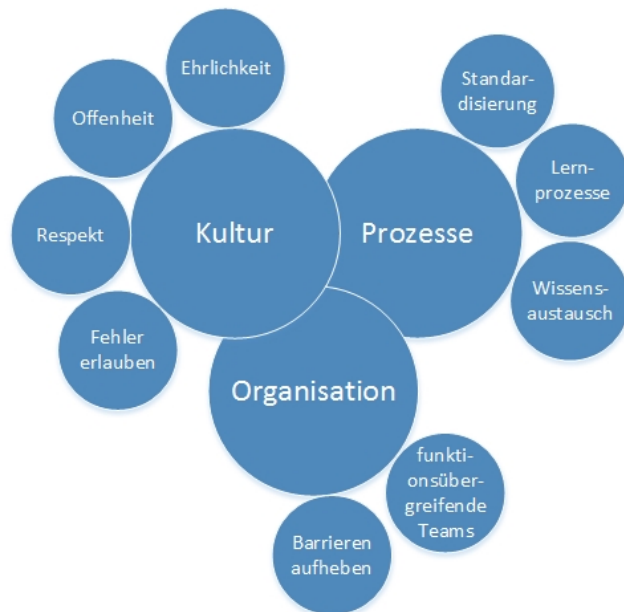 Ehrlichkeit
Offenheit
Respekt
Fehler
erlauben
Kultur
Prozesse
Standar-
disierung
Lern-
prozesse
Wissens-
austausch
Organisation
funkti-
onsüber-
greifende
Teams
Barrieren
aufheben